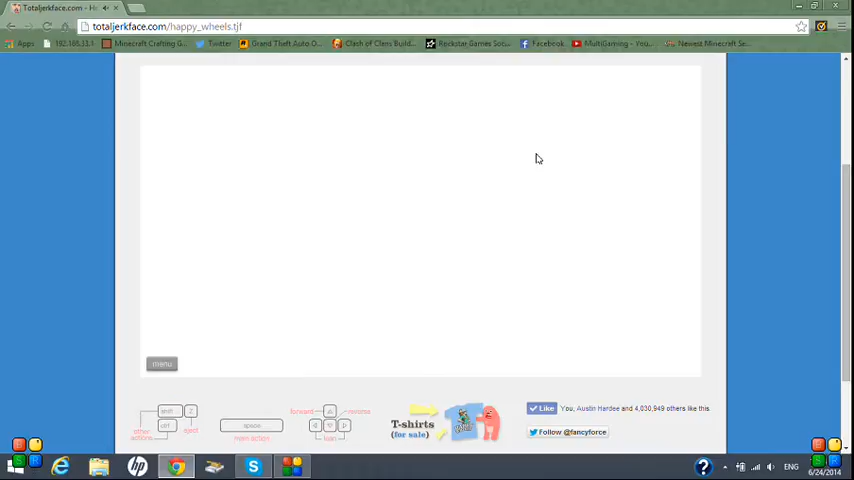 Totaljerkface.com - H
totaljerkface.com/happy_wheels.tjf
Apps
192.168.33.1
Minecraft Crafting G...
Twitter
Grand Theft Auto O...
Clash of Clans Build...
Rockstar Games Soci...
Facebook
MultiGaming - You...
Newest Minecraft Se...
menu
shift Z
ctrl
other actions
eject
space
main action
forward
reverse
lean
T-shirts
(for sale)
Like You, Austin Hardee and 4,030,949 others like this.
Follow @fancyforce
ENG
6/24/2014